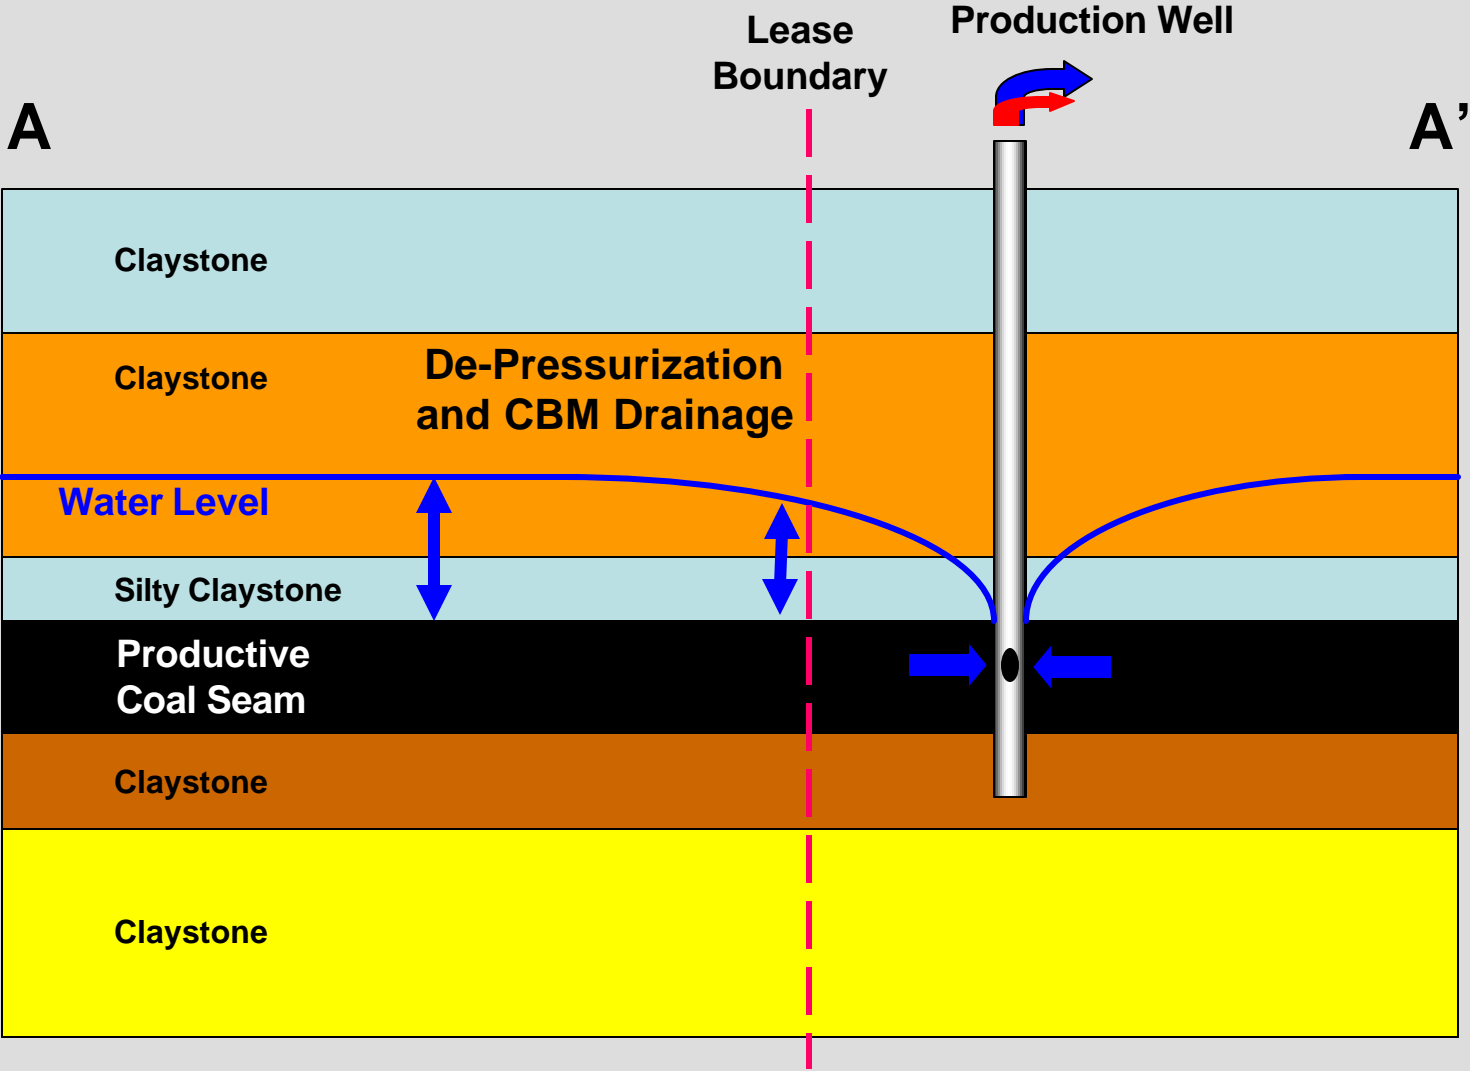 Production Well
Lease
Boundary
A
A’
Claystone
Claystone
De-Pressurization
and CBM Drainage
Water Level
Silty Claystone
Productive
Coal Seam
Claystone
Claystone